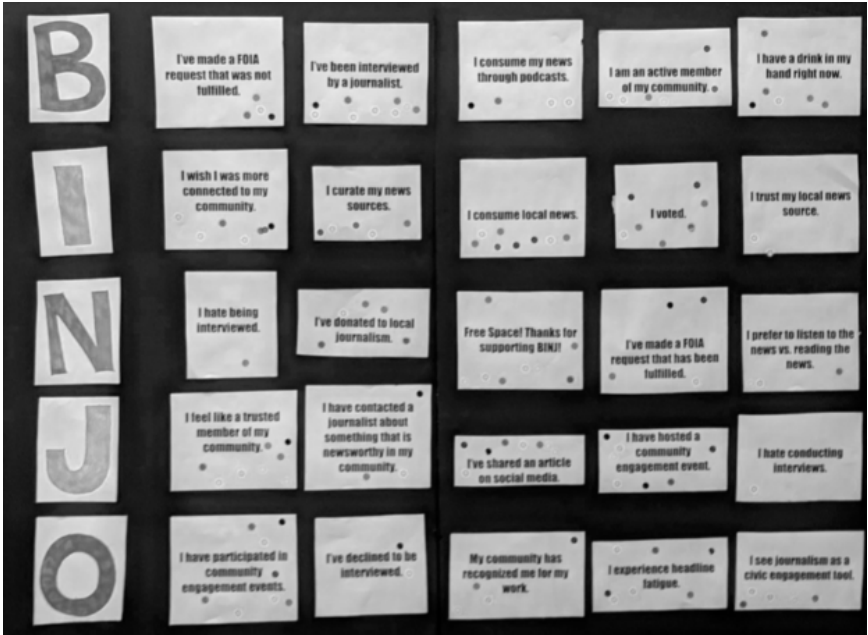 B
I've made a FOIA
request that was not
fulfilled.
I've been interviewed
by a journalist.
I consume my news
through podcasts.
I am an active member
of my community.
I have a drink in my
hand right now.
I
I wish I was more
connected to my
community.
I curate my news
sources.
I consume local news.
I voted.
I trust my local news
source.
N
I hate being
interviewed.
I've donated to local
journalism.
Free Space! Thanks for
supporting BINJ!
I've made a FOIA
request that has been
fulfilled.
I prefer to listen to the
news vs. reading the
news.
J
I feel like a trusted
member of my
community.
I have contacted a
journalist about
something that is
newsworthy in my
community.
I've shared an article
on social media.
I have hosted a
community
engagement event.
I hate conducting
interviews.
O
I have participated in
community
engagement events.
I've declined to be
interviewed.
My community has
recognized me for my
work.
I experience headline
fatigue.
I see journalism as a
civic engagement tool.